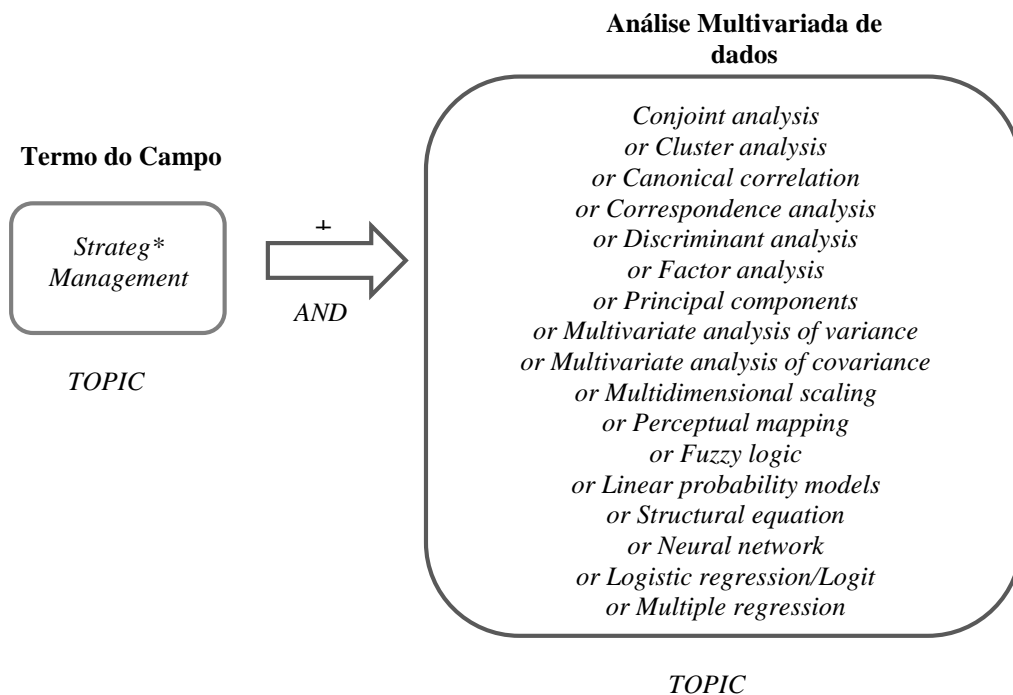 Termo do Campo
Strateg*
Management
TOPIC
+
AND
Análise Multivariada de
dados
Conjoint analysis
or Cluster analysis
or Canonical correlation
or Correspondence analysis
or Discriminant analysis
or Factor analysis
or Principal components
or Multivariate analysis of variance
or Multivariate analysis of covariance
or Multidimensional scaling
or Perceptual mapping
or Fuzzy logic
or Linear probability models
or Structural equation
or Neural network
or Logistic regression/Logit
or Multiple regression
TOPIC